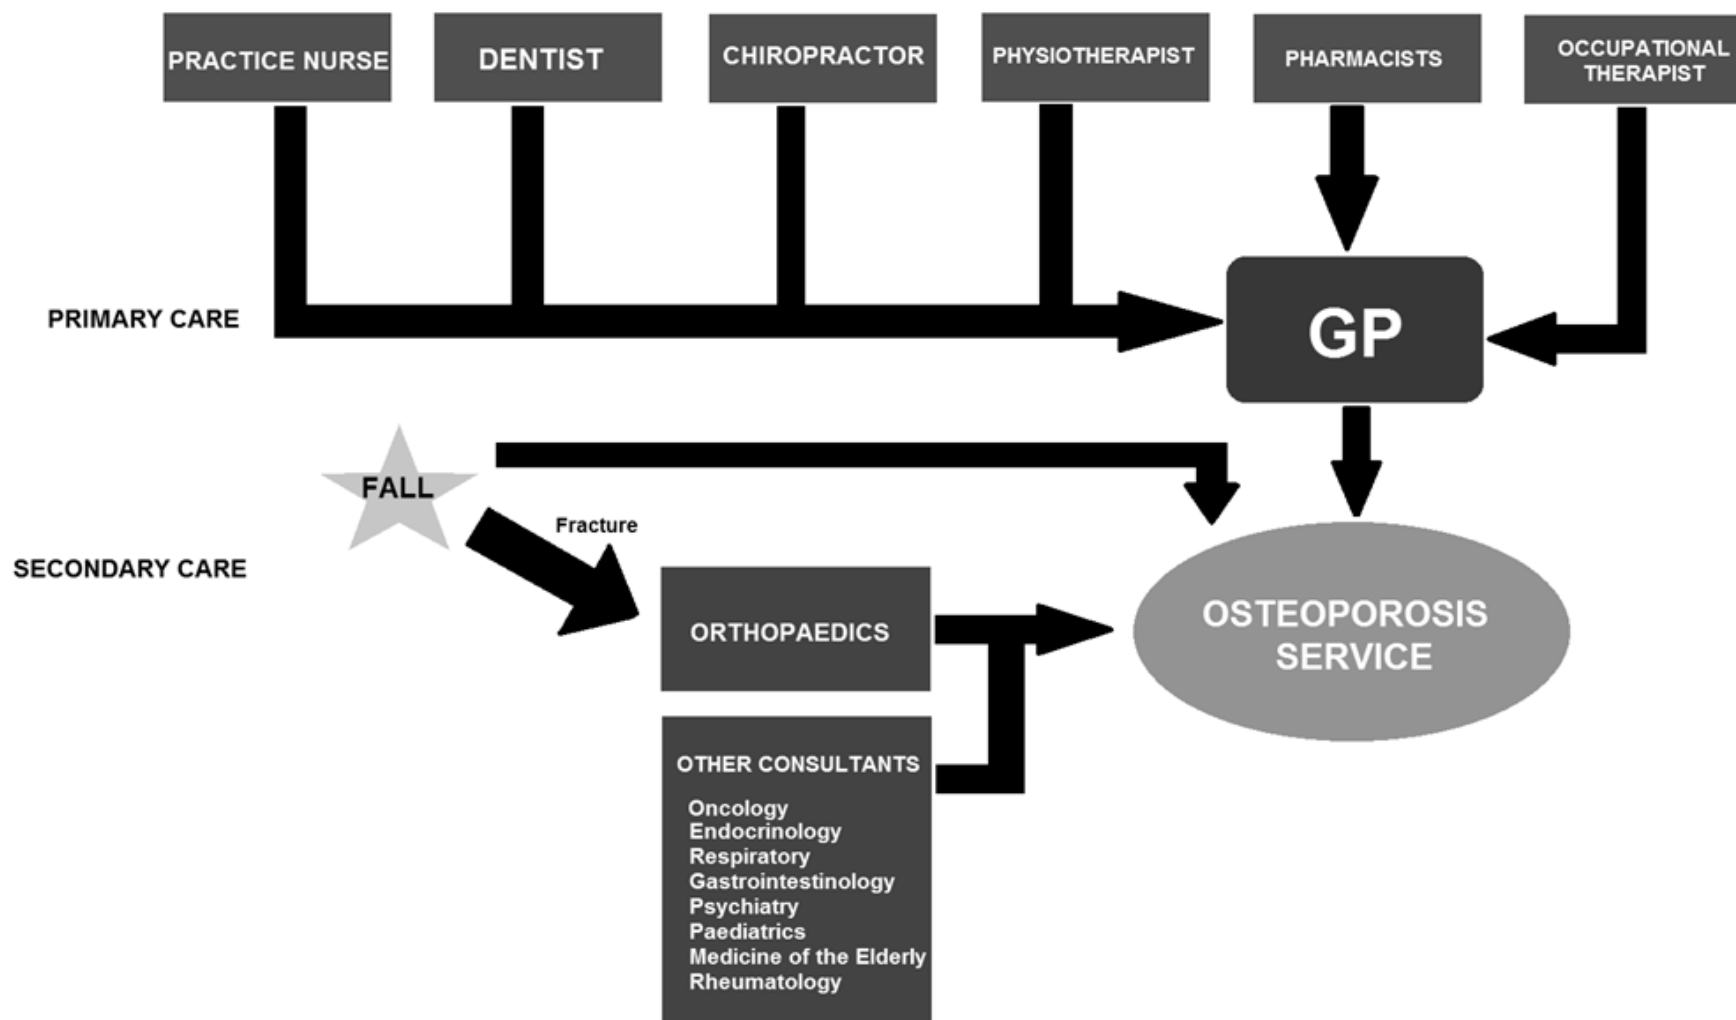 PRACTICE NURSE
DENTIST
CHIROPRACTOR
PHYSIOTHERAPIST
PHARMACISTS
OCCUPATIONAL
THERAPIST
PRIMARY CARE
GP
FALL
Fracture
SECONDARY CARE
ORTHOPAEDICS
OSTEOPOROSIS
SERVICE
OTHER CONSULTANTS
Oncology
Endocrinology
Respiratory
Gastrointestinology
Psychiatry
Paediatrics
Medicine of the Elderly
Rheumatology